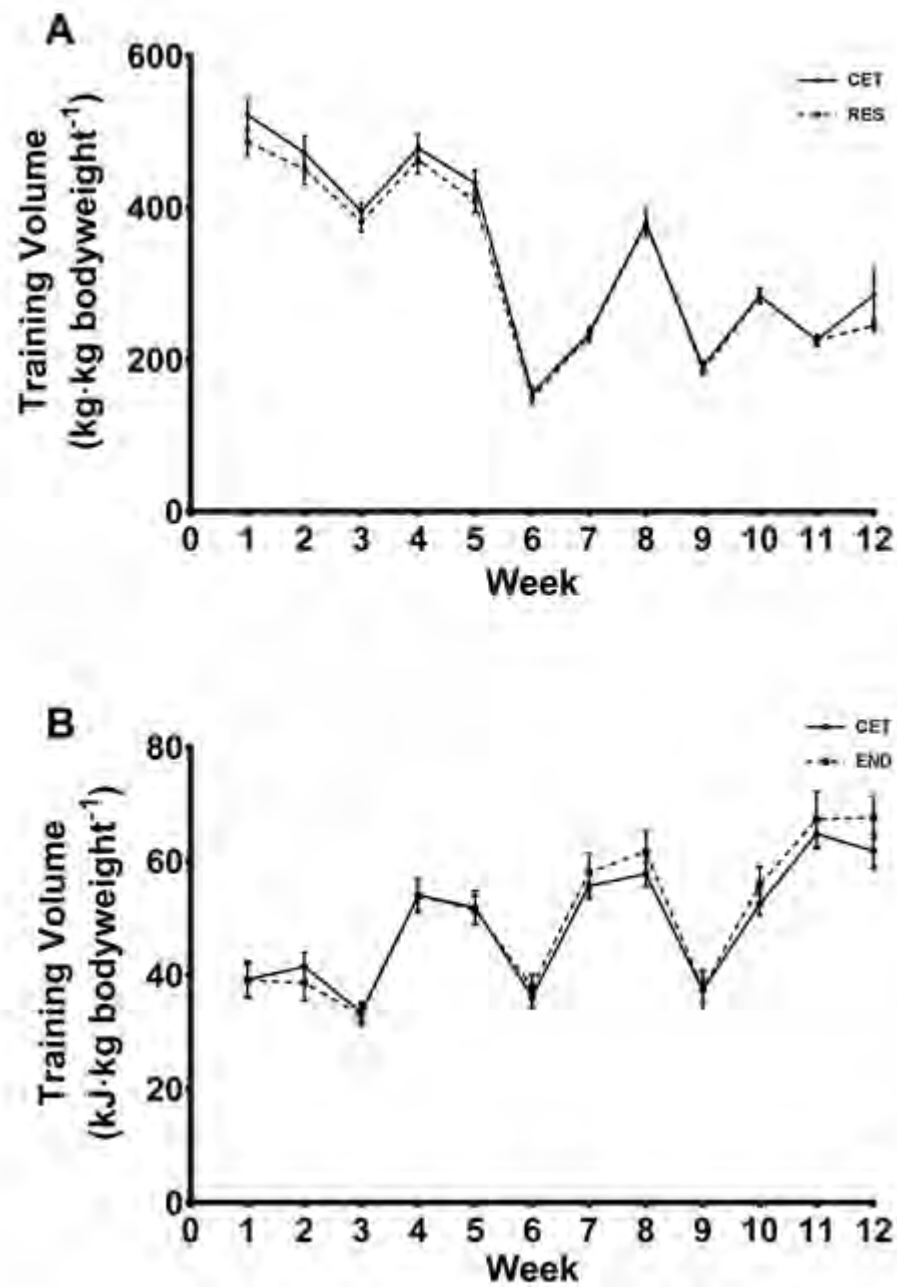 A
600
400
200
0
Training Volume
(kg·kg bodyweight⁻¹)
CET
RES
0 1 2 3 4 5 6 7 8 9 10 11 12
Week
B
80
60
40
20
0
Training Volume
(kJ·kg bodyweight⁻¹)
CET
END
0 1 2 3 4 5 6 7 8 9 10 11 12
Week